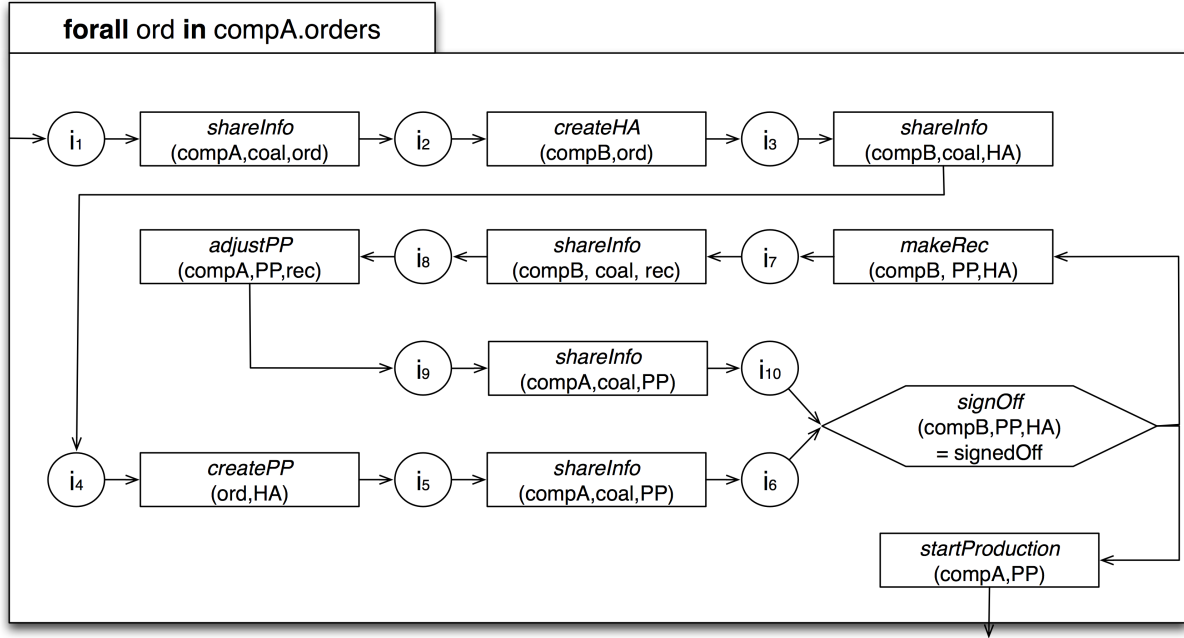 forall ord in compA.orders
i1
shareInfo
(compA,coal,ord)
i2
createHA
(compB,ord)
i3
shareInfo
(compB,coal,HA)
adjustPP
(compA,PP,rec)
i8
shareInfo
(compB, coal, rec)
i7
makeRec
(compB, PP,HA)
i9
shareInfo
(compA,coal,PP)
i10
signOff
(compB,PP,HA)
= signedOff
i4
createPP
(ord,HA)
i5
shareInfo
(compA,coal,PP)
i6
startProduction
(compA,PP)